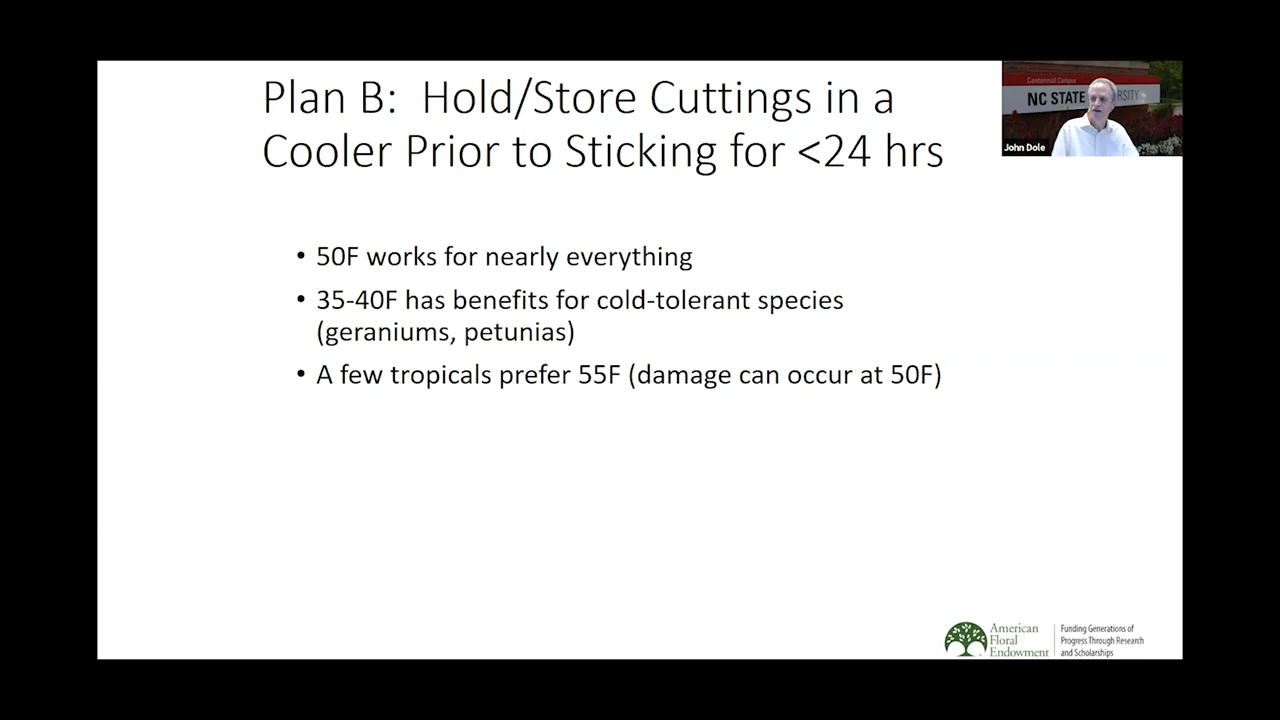 Plan B: Hold/Store Cuttings in a
Cooler Prior to Sticking for <24 hrs
Centennial Campus
NC STATE
RSITY
John Dole
• 50F works for nearly everything
• 35-40F has benefits for cold-tolerant species
(geraniums, petunias)
• A few tropicals prefer 55F (damage can occur at 50F)
American
Floral
Endowment
Funding Generations of
Progress Through Research
and Scholarships